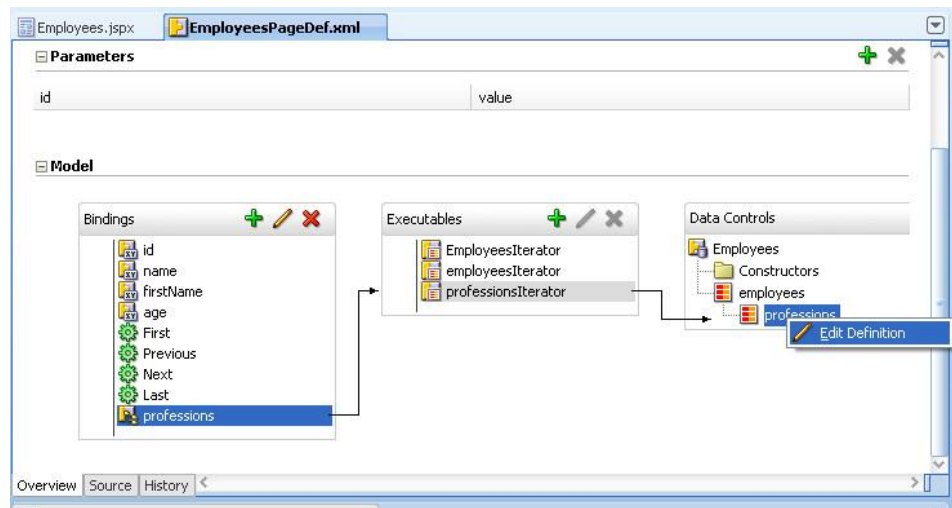 Employees.jspx EmployeesPageDef.xml
Parameters
id value
Model
Bindings Executables Data Controls
id EmployeesIterator Employees
name employeesIterator Constructors
firstName professionsIterator employees
age professions
First Edit Definition
Previous
Next
Last
professions
Overview Source History